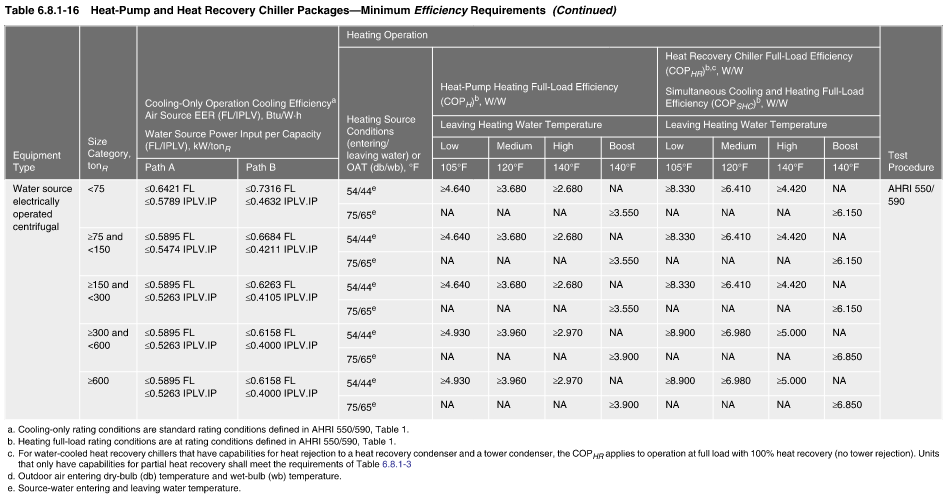 Table 6.8.1-16 Heat-Pump and Heat Recovery Chiller Packages—Minimum Efficiency Requirements (Continued)
Equipment Type
Size Category, tonR
Cooling-Only Operation Cooling Efficiencya
Air Source EER (FL/IPLV), Btu/W·h
Water Source Power Input per Capacity
(FL/IPLV), kW/tonR
Path A Path B
Heating Operation
Heating Source
Conditions
(entering/
leaving water) or
OAT (db/wb), °F
Heat-Pump Heating Full-Load Efficiency
(COPH)b, W/W
Leaving Heating Water Temperature
Low Medium High Boost
105°F 120°F 140°F 140°F
Heat Recovery Chiller Full-Load Efficiency
(COPHR)b,c, W/W
Simultaneous Cooling and Heating Full-Load
Efficiency (COPSHC)b, W/W
Leaving Heating Water Temperature
Low Medium High Boost
105°F 120°F 140°F 140°F
Test
Procedure
Water source
electrically
operated
centrifugal
<75 ≤0.6421 FL ≤0.7316 FL 54/44e ≥4.640 ≥3.680 ≥2.680 NA ≥8.330 ≥6.410 ≥4.420 NA AHRI 550/
≤0.5789 IPLV.IP ≤0.4632 IPLV.IP 590
75/65e NA NA NA ≥3.550 NA NA NA ≥6.150
≥75 and ≤0.5895 FL ≤0.6684 FL 54/44e ≥4.640 ≥3.680 ≥2.680 NA ≥8.330 ≥6.410 ≥4.420 NA
<150 ≤0.5474 IPLV.IP ≤0.4211 IPLV.IP
75/65e NA NA NA ≥3.550 NA NA NA ≥6.150
≥150 and ≤0.5895 FL ≤0.6263 FL 54/44e ≥4.640 ≥3.680 ≥2.680 NA ≥8.330 ≥6.410 ≥4.420 NA
<300 ≤0.5263 IPLV.IP ≤0.4105 IPLV.IP
75/65e NA NA NA ≥3.550 NA NA NA ≥6.150
≥300 and ≤0.5895 FL ≤0.6158 FL 54/44e ≥4.930 ≥3.960 ≥2.970 NA ≥8.900 ≥6.980 ≥5.000 NA
<600 ≤0.5263 IPLV.IP ≤0.4000 IPLV.IP
75/65e NA NA NA ≥3.900 NA NA NA ≥6.850
≥600 ≤0.5895 FL ≤0.6158 FL 54/44e ≥4.930 ≥3.960 ≥2.970 NA ≥8.900 ≥6.980 ≥5.000 NA
≤0.5263 IPLV.IP ≤0.4000 IPLV.IP
75/65e NA NA NA ≥3.900 NA NA NA ≥6.850
a. Cooling-only rating conditions are standard rating conditions defined in AHRI 550/590, Table 1.
b. Heating full-load rating conditions are at rating conditions defined in AHRI 550/590, Table 1.
c. For water-cooled heat recovery chillers that have capabilities for heat rejection to a heat recovery condenser and a tower condenser, the COPHR applies to operation at full load with 100% heat recovery (no tower rejection). Units
that only have capabilities for partial heat recovery shall meet the requirements of Table 6.8.1-3
d. Outdoor air entering dry-bulb (db) temperature and wet-bulb (wb) temperature.
e. Source-water entering and leaving water temperature.